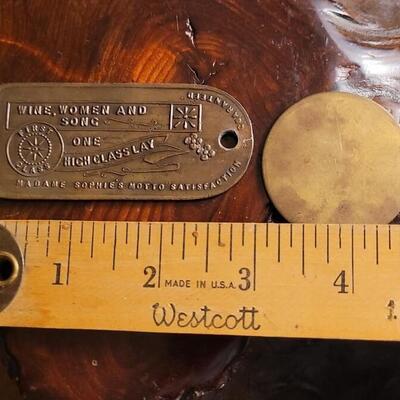 WINE, WOMEN AND
SONG
ONE
HIGH CLASS LAY
FIRST
CLASS
MADAME SOPHIE'S MOTTO SATISFACTION
GUARANTEED
1 2 3 4
MADE IN U.S.A.
Westcott